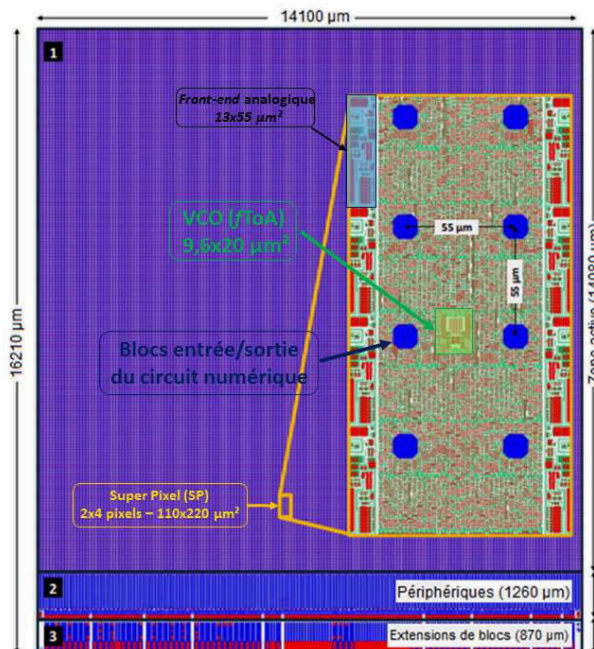 14100 µm
1
Front-end analogique
13x55 µm²
VCO (fToA)
9,6x20 µm²
55 µm
55 µm
16210 µm
Zone active (14080 µm)
Blocs entrée/sortie
du circuit numérique
Super Pixel (SP)
2x4 pixels – 110x220 µm²
2
Périphériques (1260 µm)
3
Extensions de blocs (870 µm)